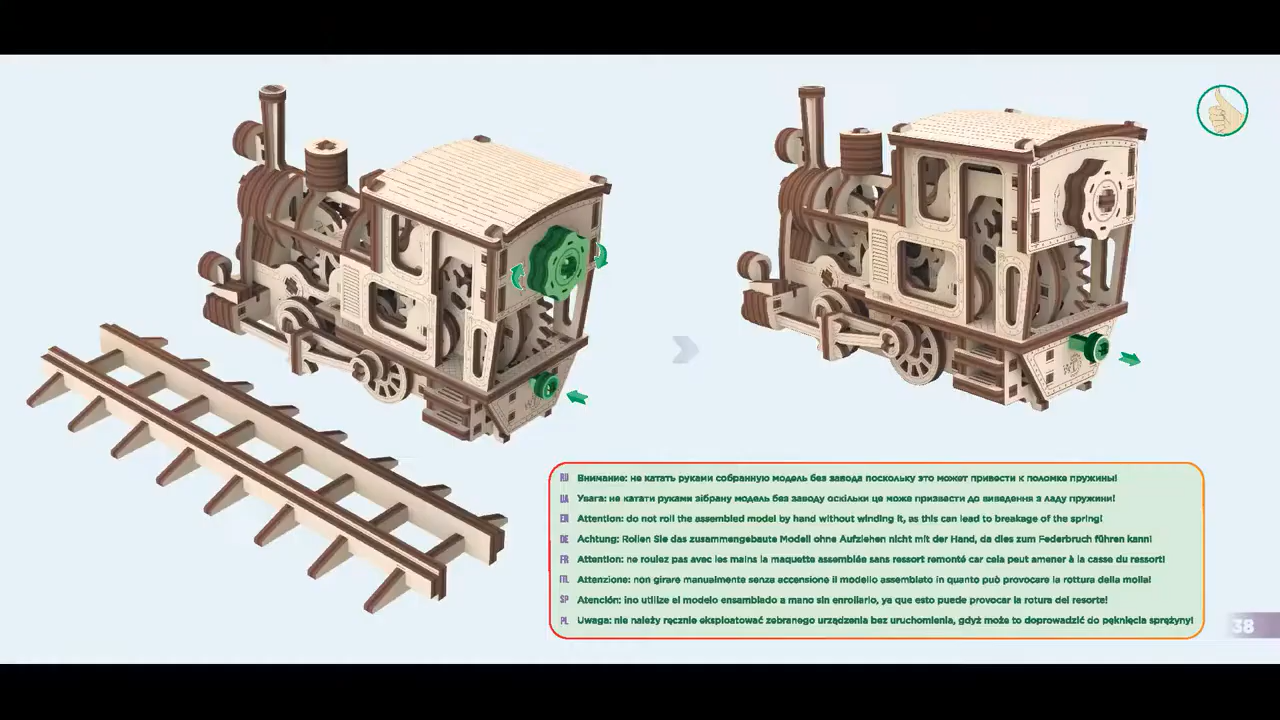 RU Внимание: не катать руками собранную модель без завода поскольку это может привести к поломке пружины!
UA Увага: не катати руками зібрану модель без заводу оскільки це може призвести до виведення з ладу пружини!
EN Attention: do not roll the assembled model by hand without winding it, as this can lead to breakage of the spring!
DE Achtung: Rollen Sie das zusammengebaute Modell ohne Aufziehen nicht mit der Hand, da dies zum Federbruch führen kann!
FR Attention: ne roulez pas avec les mains la maquette assemblée sans ressort remonté car cela peut amener à la casse du ressort!
ITL Attenzione: non girare manualmente senza accensione il modello assemblato in quanto può provocare la rottura della molla!
SP Atención: ¡no utilize el modelo ensamblado a mano sin enrollarlo, ya que esto puede provocar la rotura del resorte!
PL Uwaga: nie należy ręcznie eksploatować zebranego urządzenia bez uruchomienia, gdyż może to doprowadzić do pęknięcia sprężyny!
38